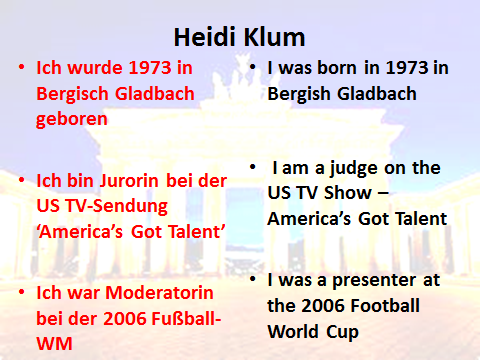 Heidi Klum
• Ich wurde 1973 in
Bergisch Gladbach
geboren
• Ich bin Jurorin bei der
US TV-Sendung
‘America’s Got Talent’
• Ich war Moderatorin
bei der 2006 Fußball-
WM
• I was born in 1973 in
Bergish Gladbach
• I am a judge on the
US TV Show –
America’s Got Talent
• I was a presenter at
the 2006 Football
World Cup